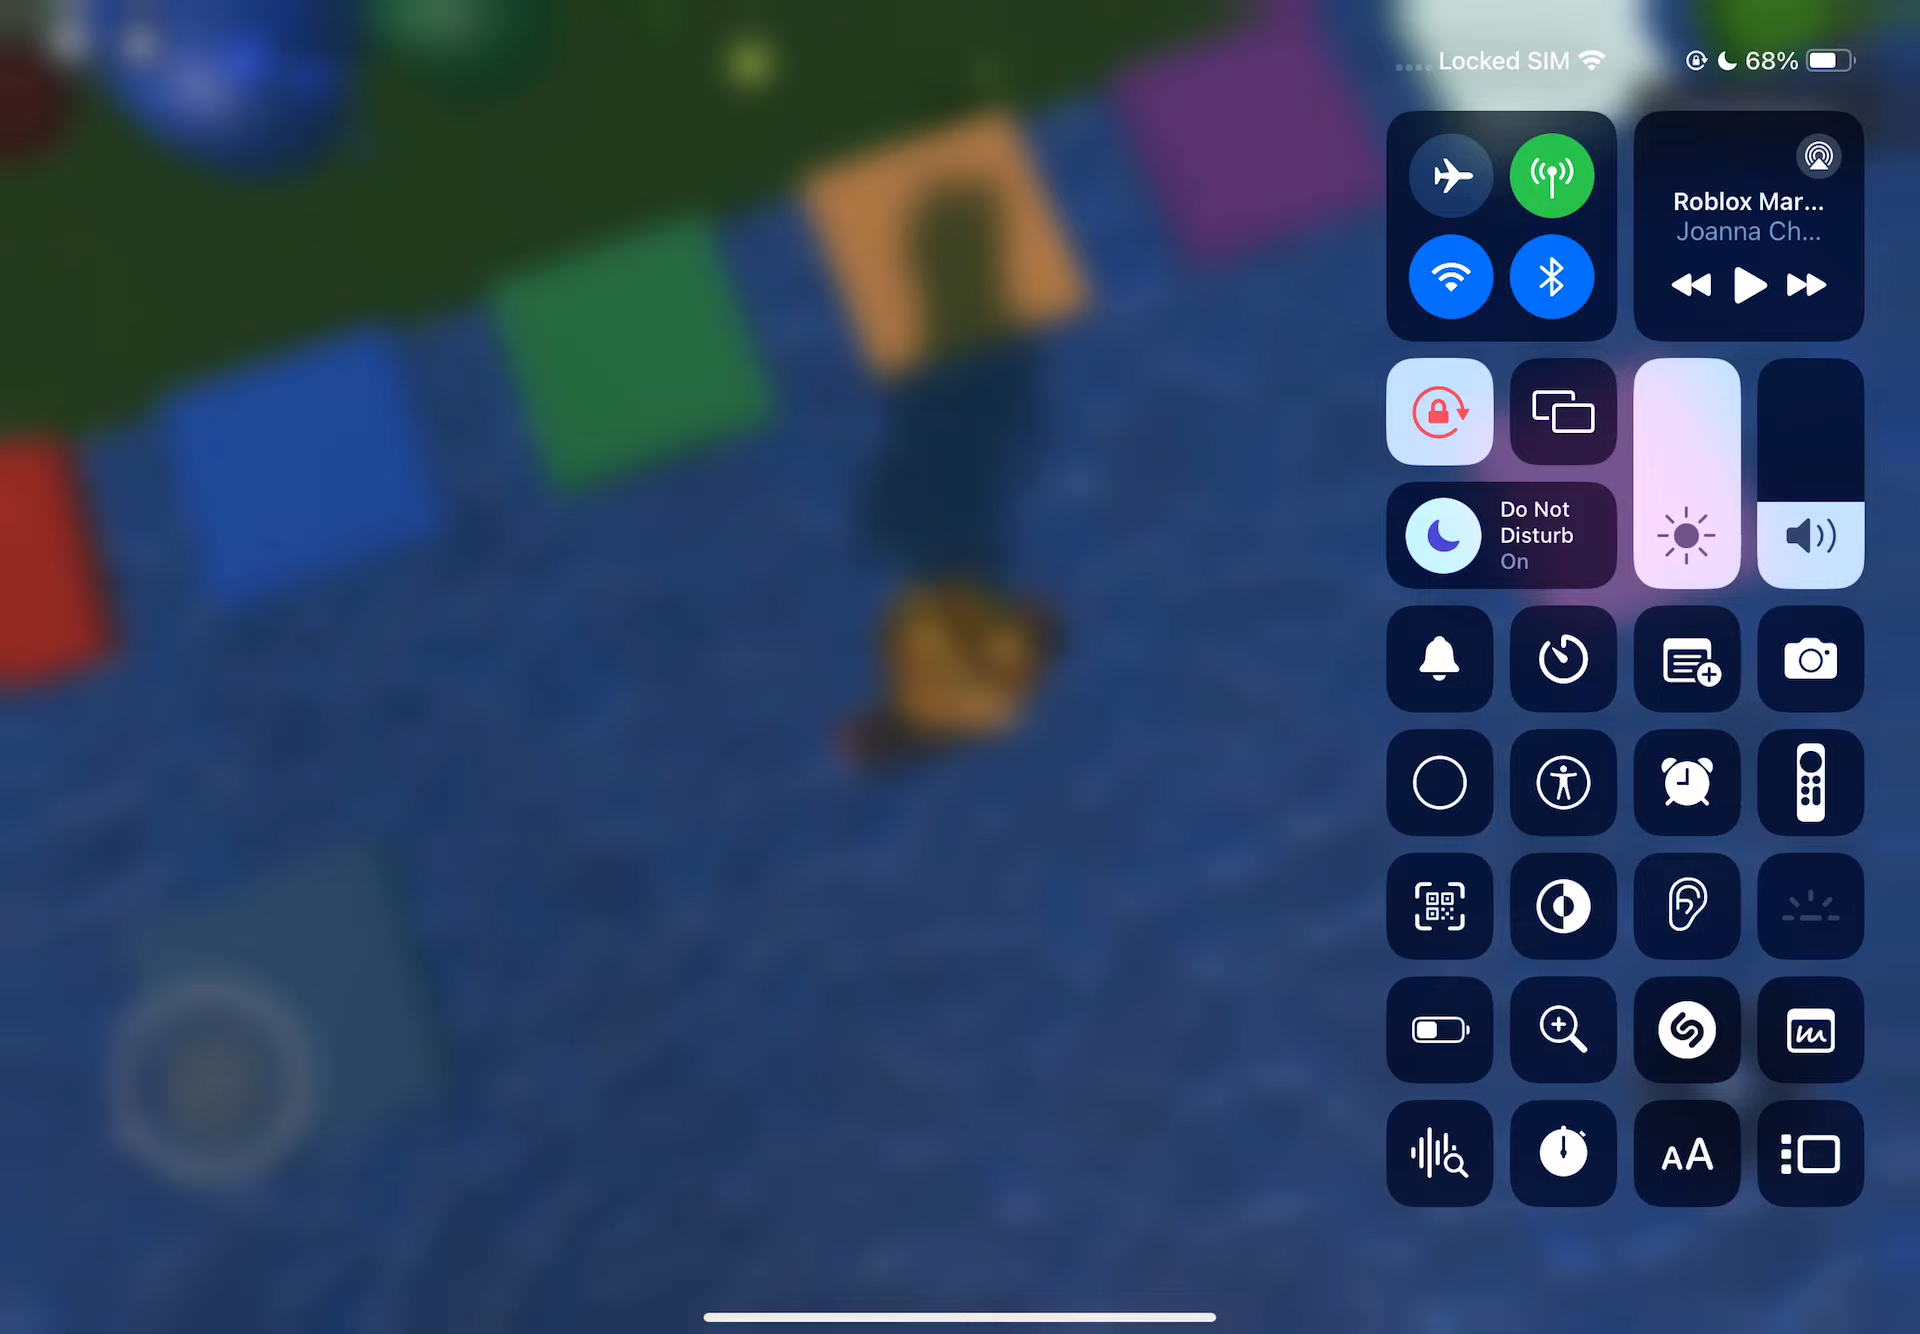 Locked SIM
68%
Roblox Mar...
Joanna Ch...
Do Not
Disturb
On
AA